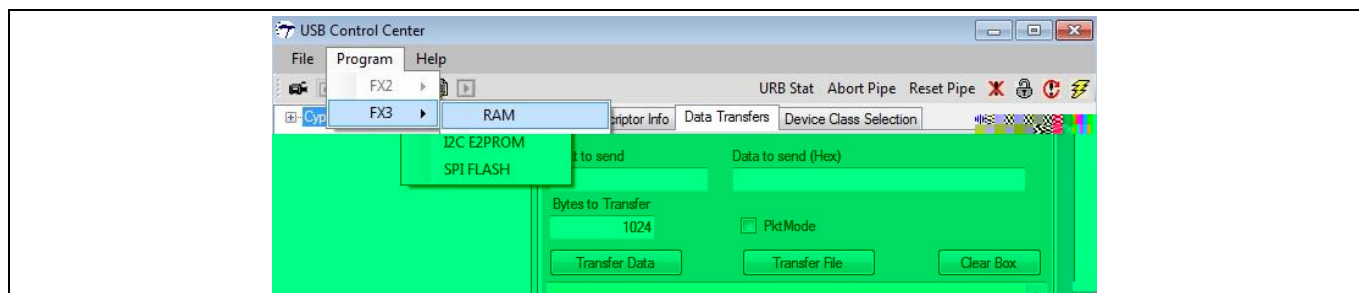 USB Control Center
File Program Help
FX2
URB Stat Abort Pipe Reset Pipe
FX3
RAM
criptor Info Data Transfers Device Class Selection
I2C E2PROM
SPI FLASH
t to send Data to send (Hex)
Bytes to Transfer
1024 PktMode
Transfer Data Transfer File Clear Box